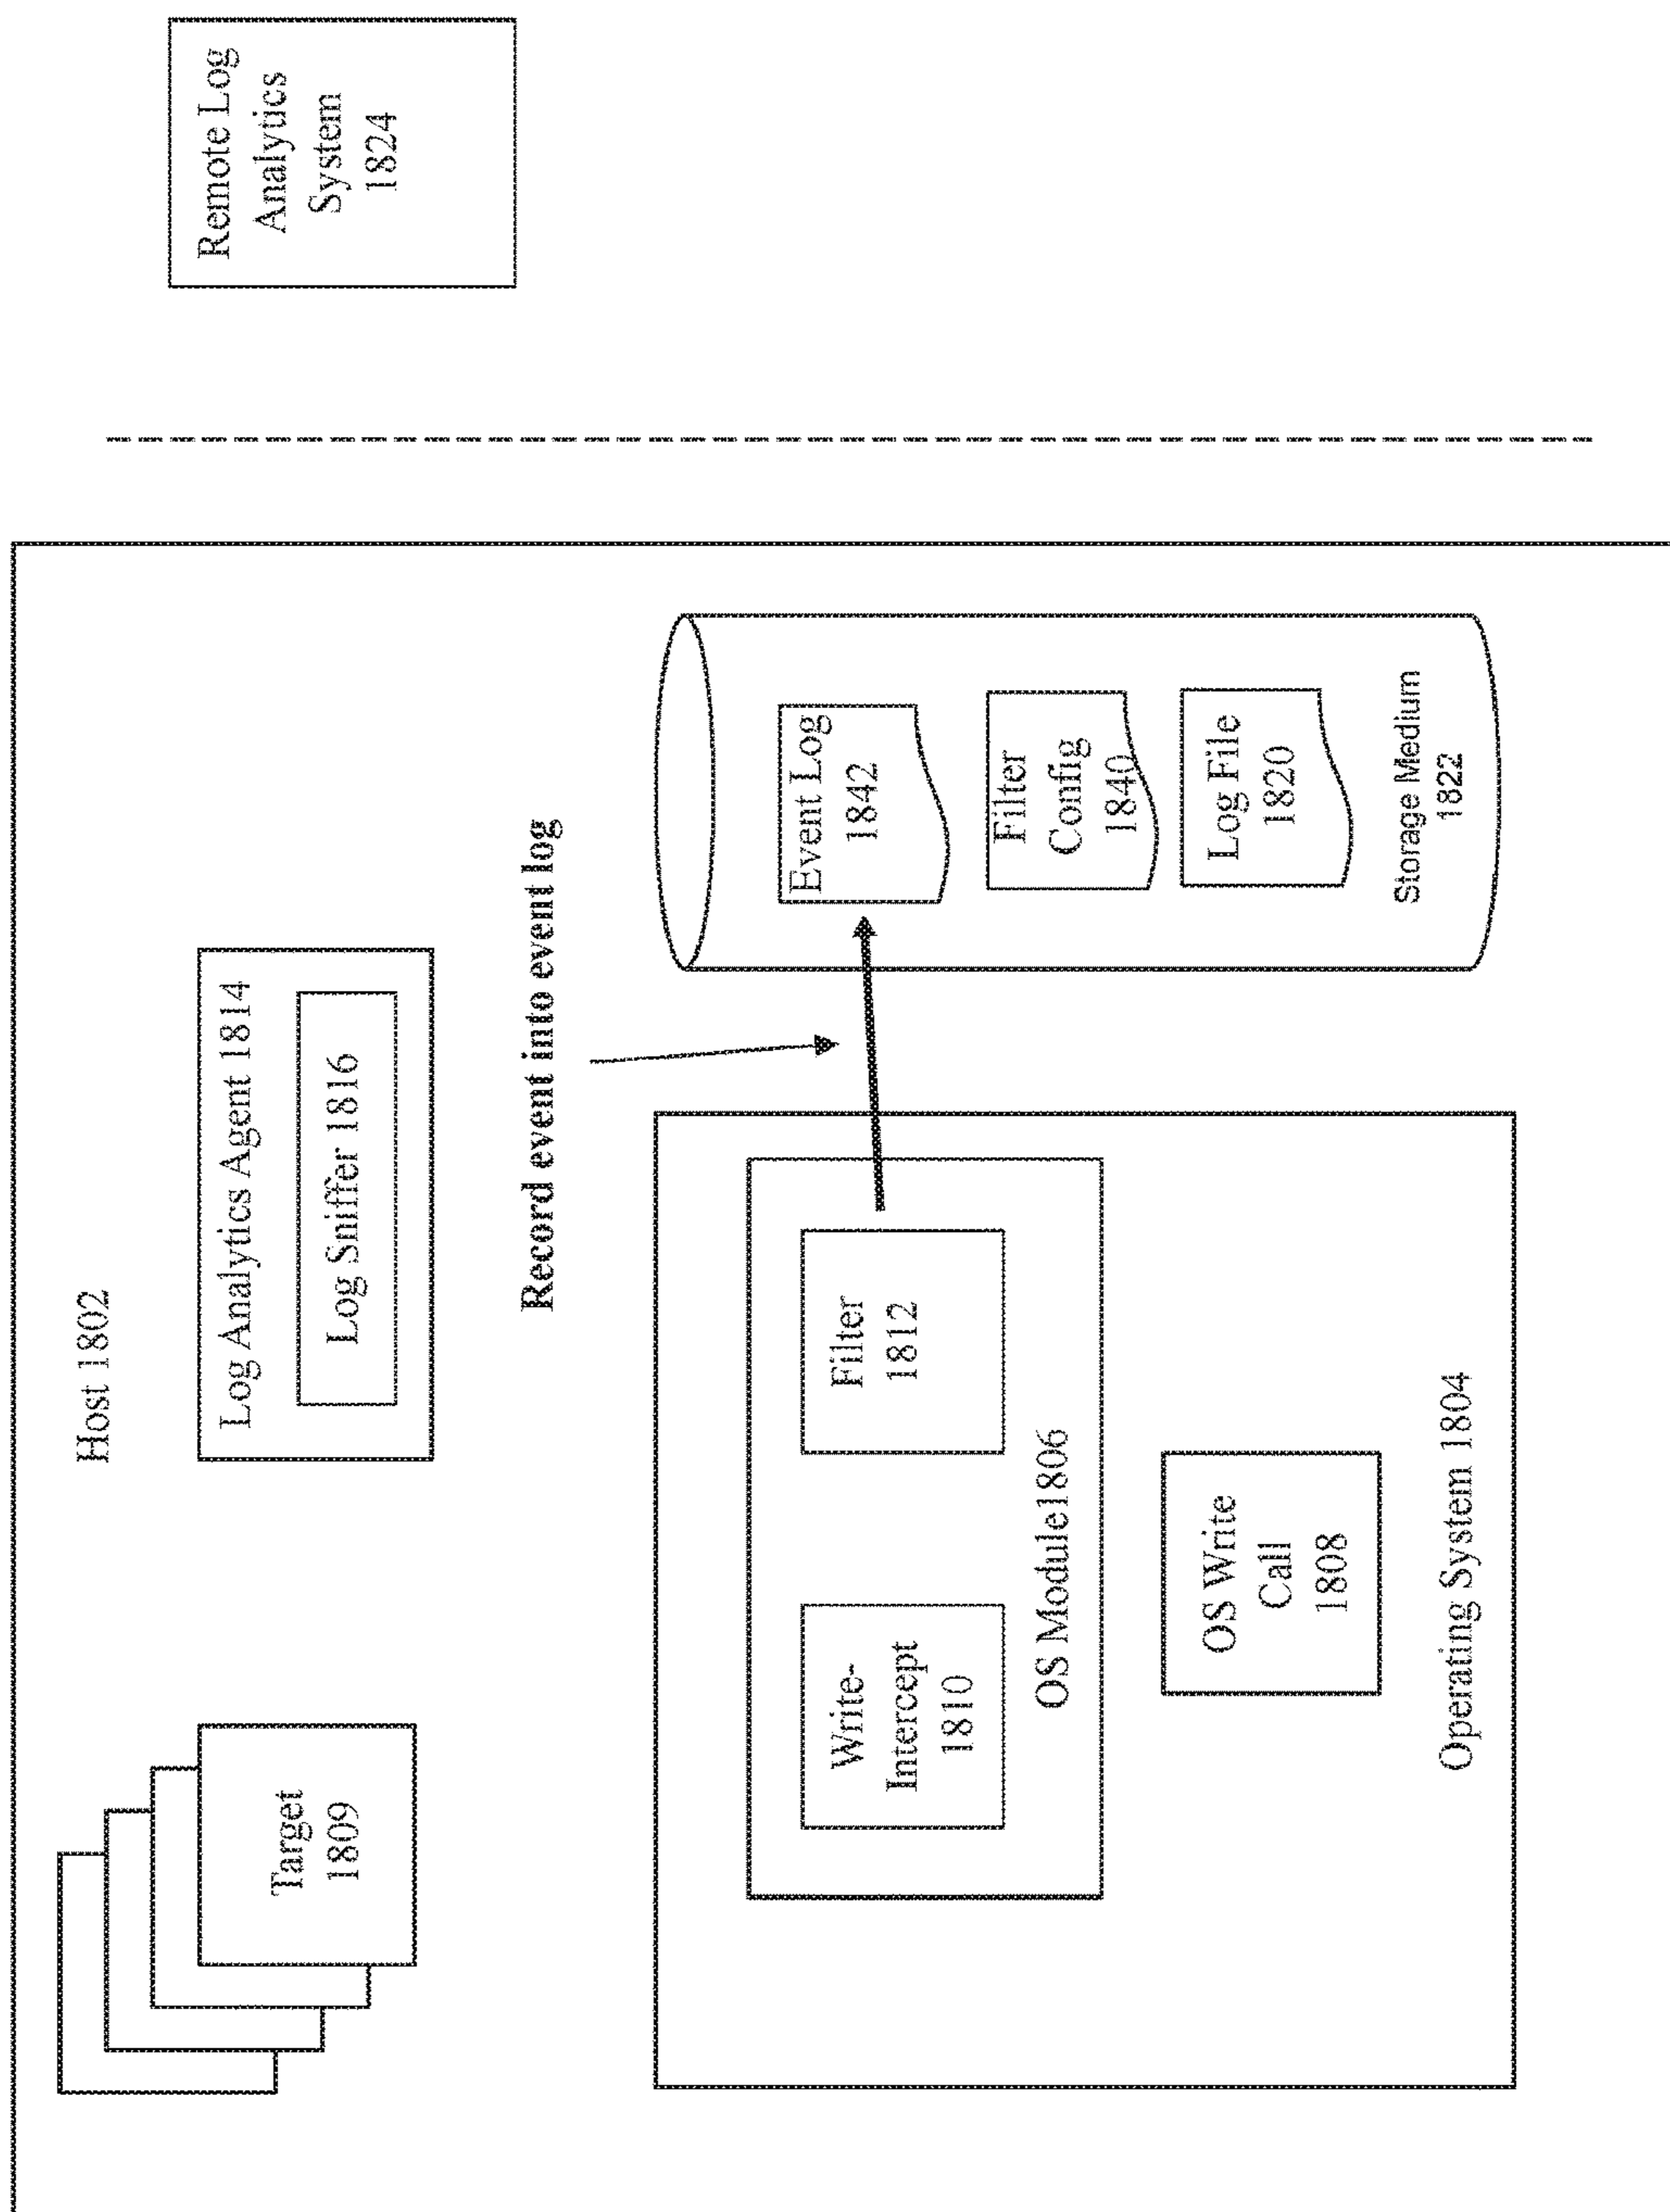 Host 1802
Remote Log
Analytics
System
1824
Target
1809
Log Analytics Agent 1814
Log Sniffer 1816
Record event into event log
Write-
Intercept
1810
Filter
1812
OS Module1806
OS Write
Call
1808
Operating System 1804
Event Log
1842
Filter
Config
1840
Log File
1820
Storage Medium
1822